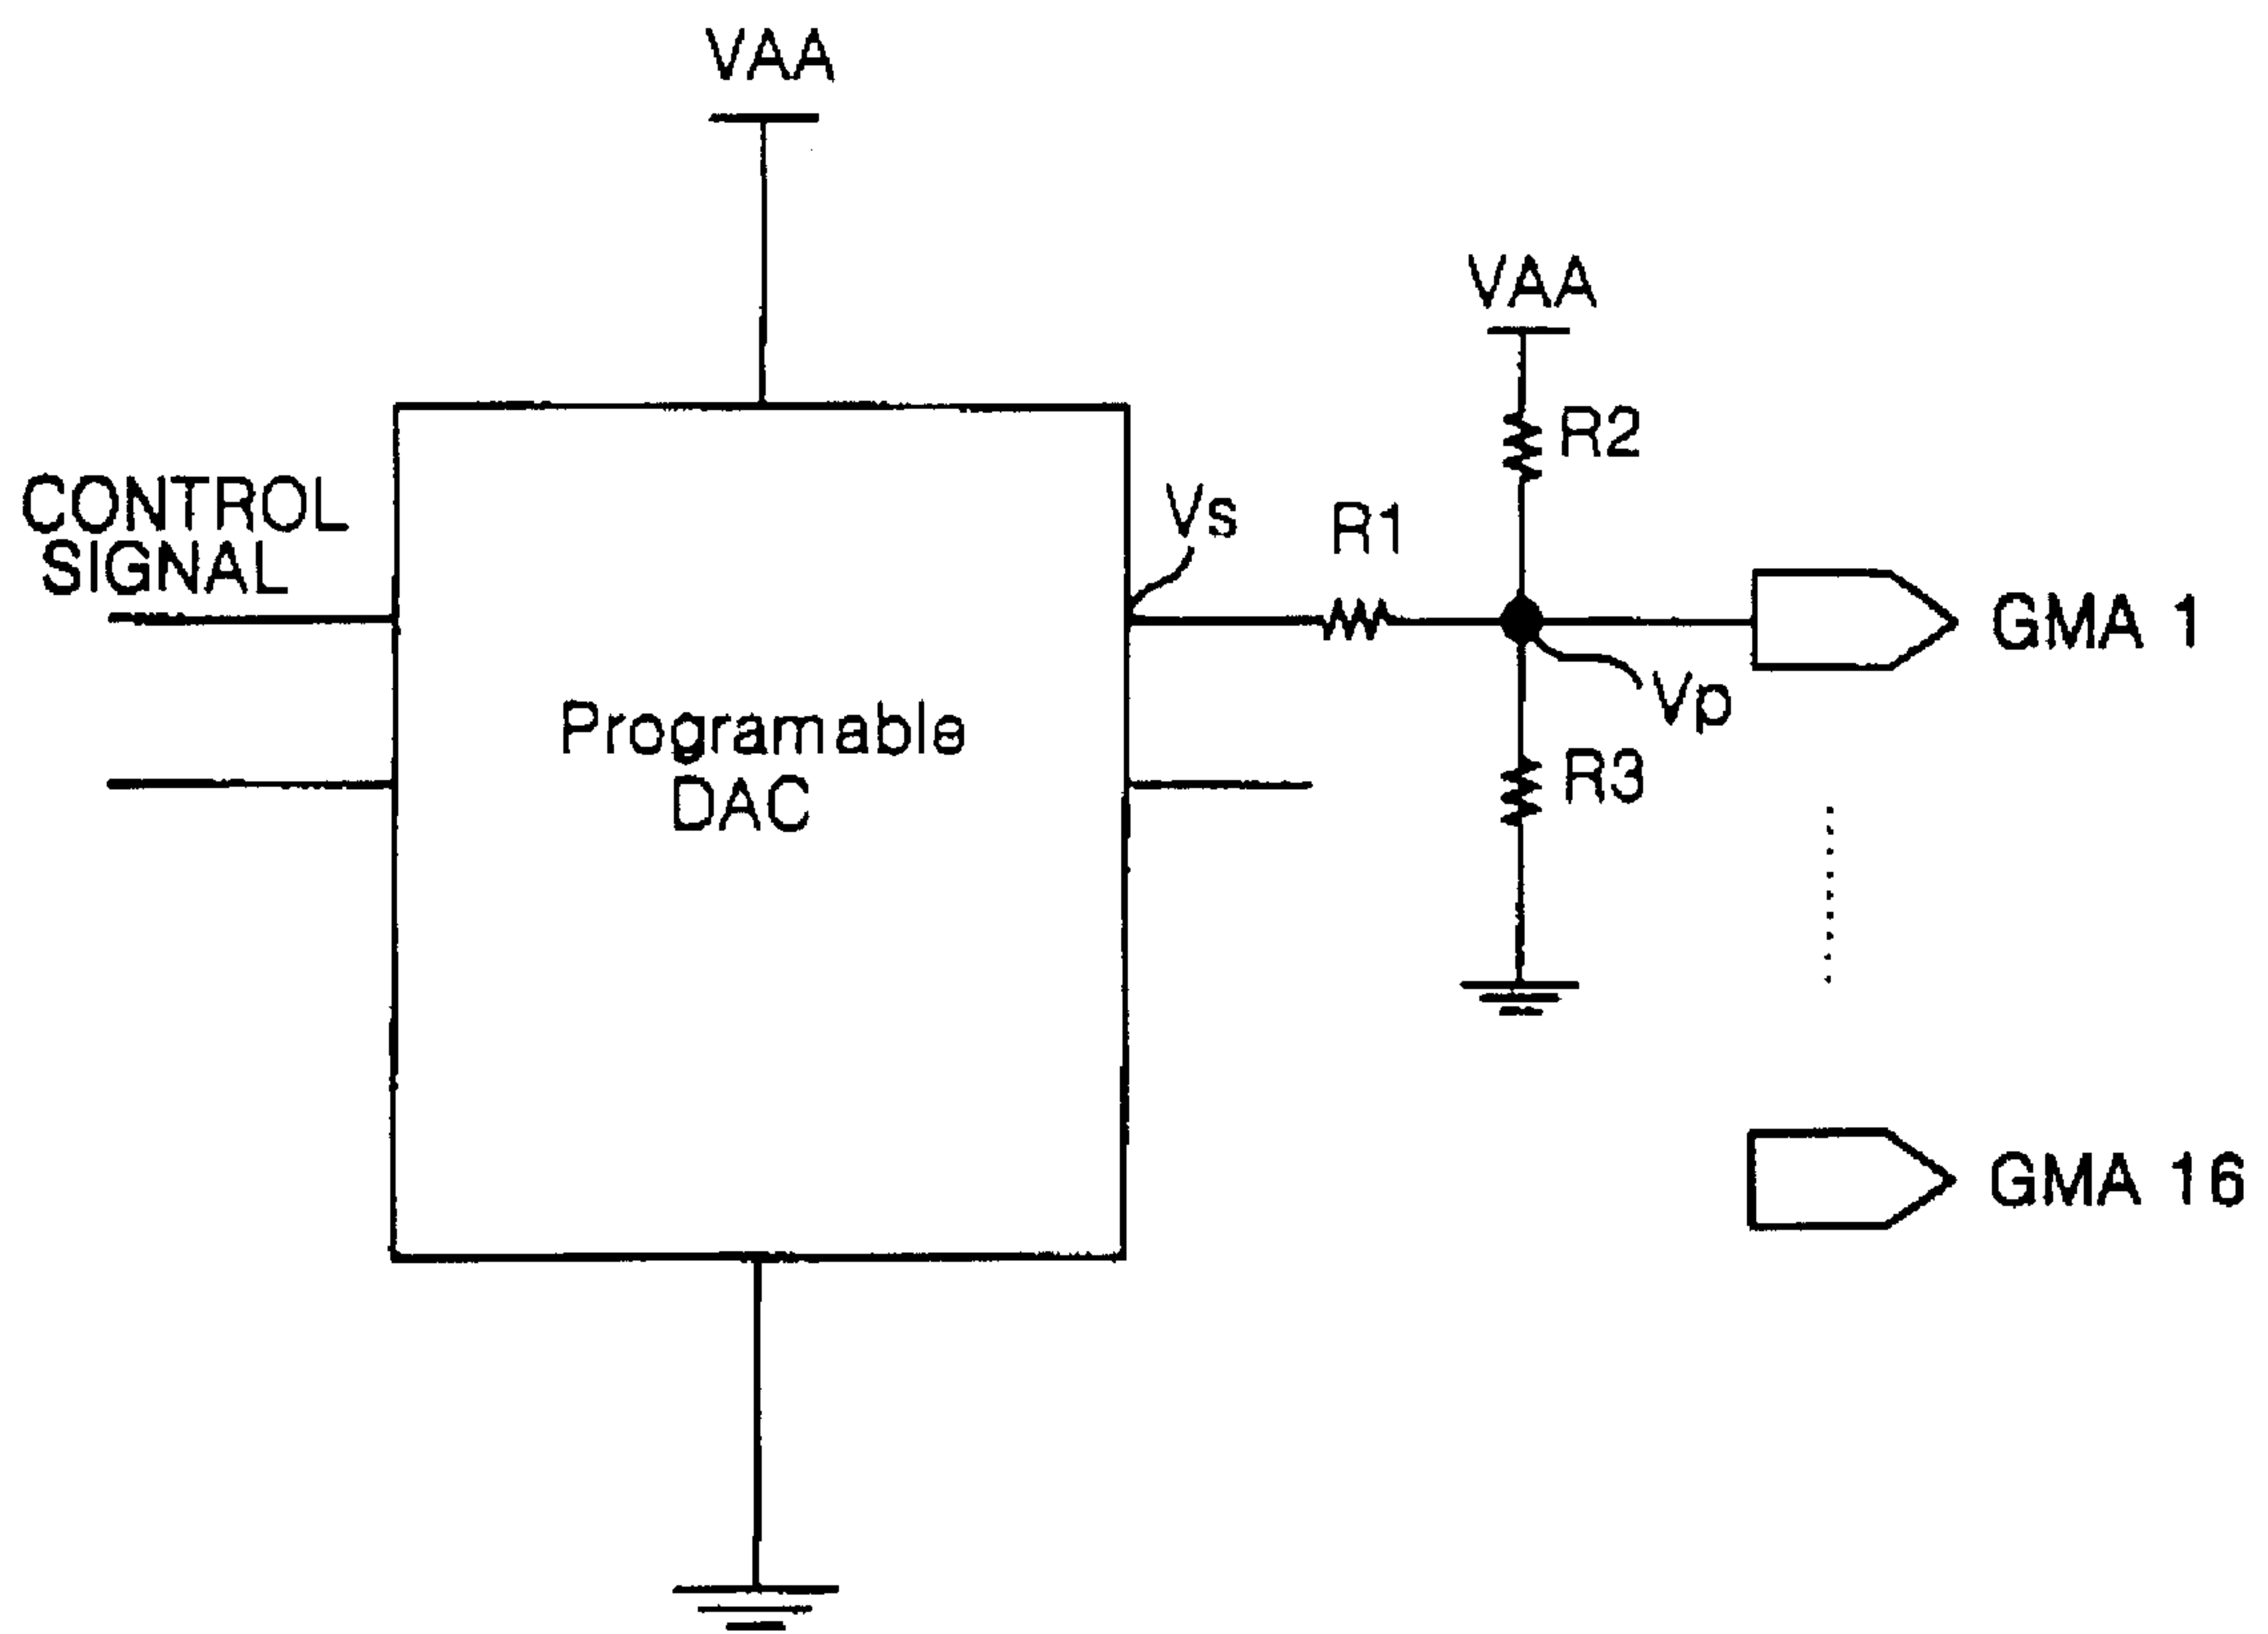 VAA
VAA
R2
CONTROL
SIGNAL
Vs
R1
GMA 1
Vp
Programable
DAC
R3
GMA 16